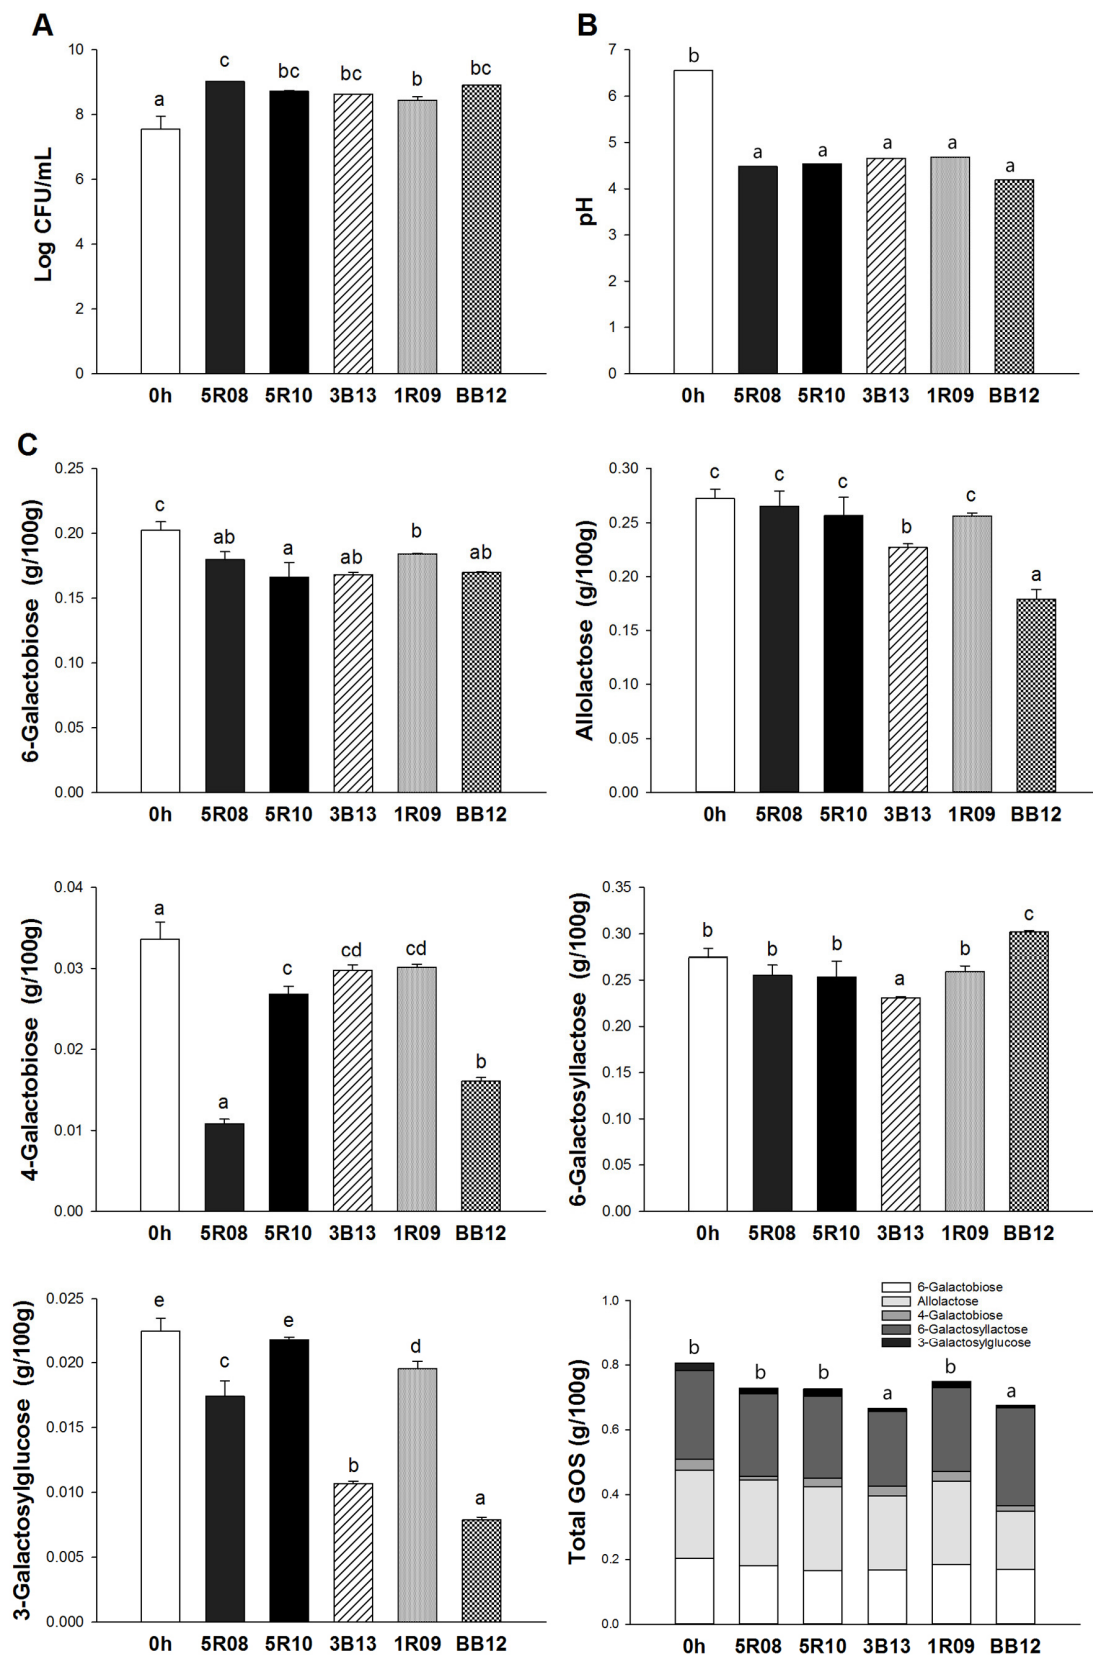 A
Log CFU/mL
10
8
6
4
2
0
a
c
bc
bc
b
bc
0h 5R08 5R10 3B13 1R09 BB12
B
pH
7
6
5
4
3
2
1
0
b
a
a
a
a
a
0h 5R08 5R10 3B13 1R09 BB12
C
6-Galactobiose (g/100g)
0.25
0.20
0.15
0.10
0.05
0.00
c
ab
a
ab
b
ab
0h 5R08 5R10 3B13 1R09 BB12
Allolactose (g/100g)
0.30
0.25
0.20
0.15
0.10
0.05
0.00
c
c
c
b
c
a
0h 5R08 5R10 3B13 1R09 BB12
4-Galactobiose (g/100g)
0.04
0.03
0.02
0.01
0.00
a
a
c
cd
cd
b
0h 5R08 5R10 3B13 1R09 BB12
6-Galactosyllactose (g/100g)
0.35
0.30
0.25
0.20
0.15
0.10
0.05
0.00
b
b
b
a
b
c
0h 5R08 5R10 3B13 1R09 BB12
3-Galactosylglucose (g/100g)
0.025
0.020
0.015
0.010
0.005
0.000
e
c
e
b
d
a
0h 5R08 5R10 3B13 1R09 BB12
Total GOS (g/100g)
1.0
0.8
0.6
0.4
0.2
0.0
6-Galactobiose
Allolactose
4-Galactobiose
6-Galactosyllactose
3-Galactosylglucose
b
b
b
a
b
a
0h 5R08 5R10 3B13 1R09 BB12